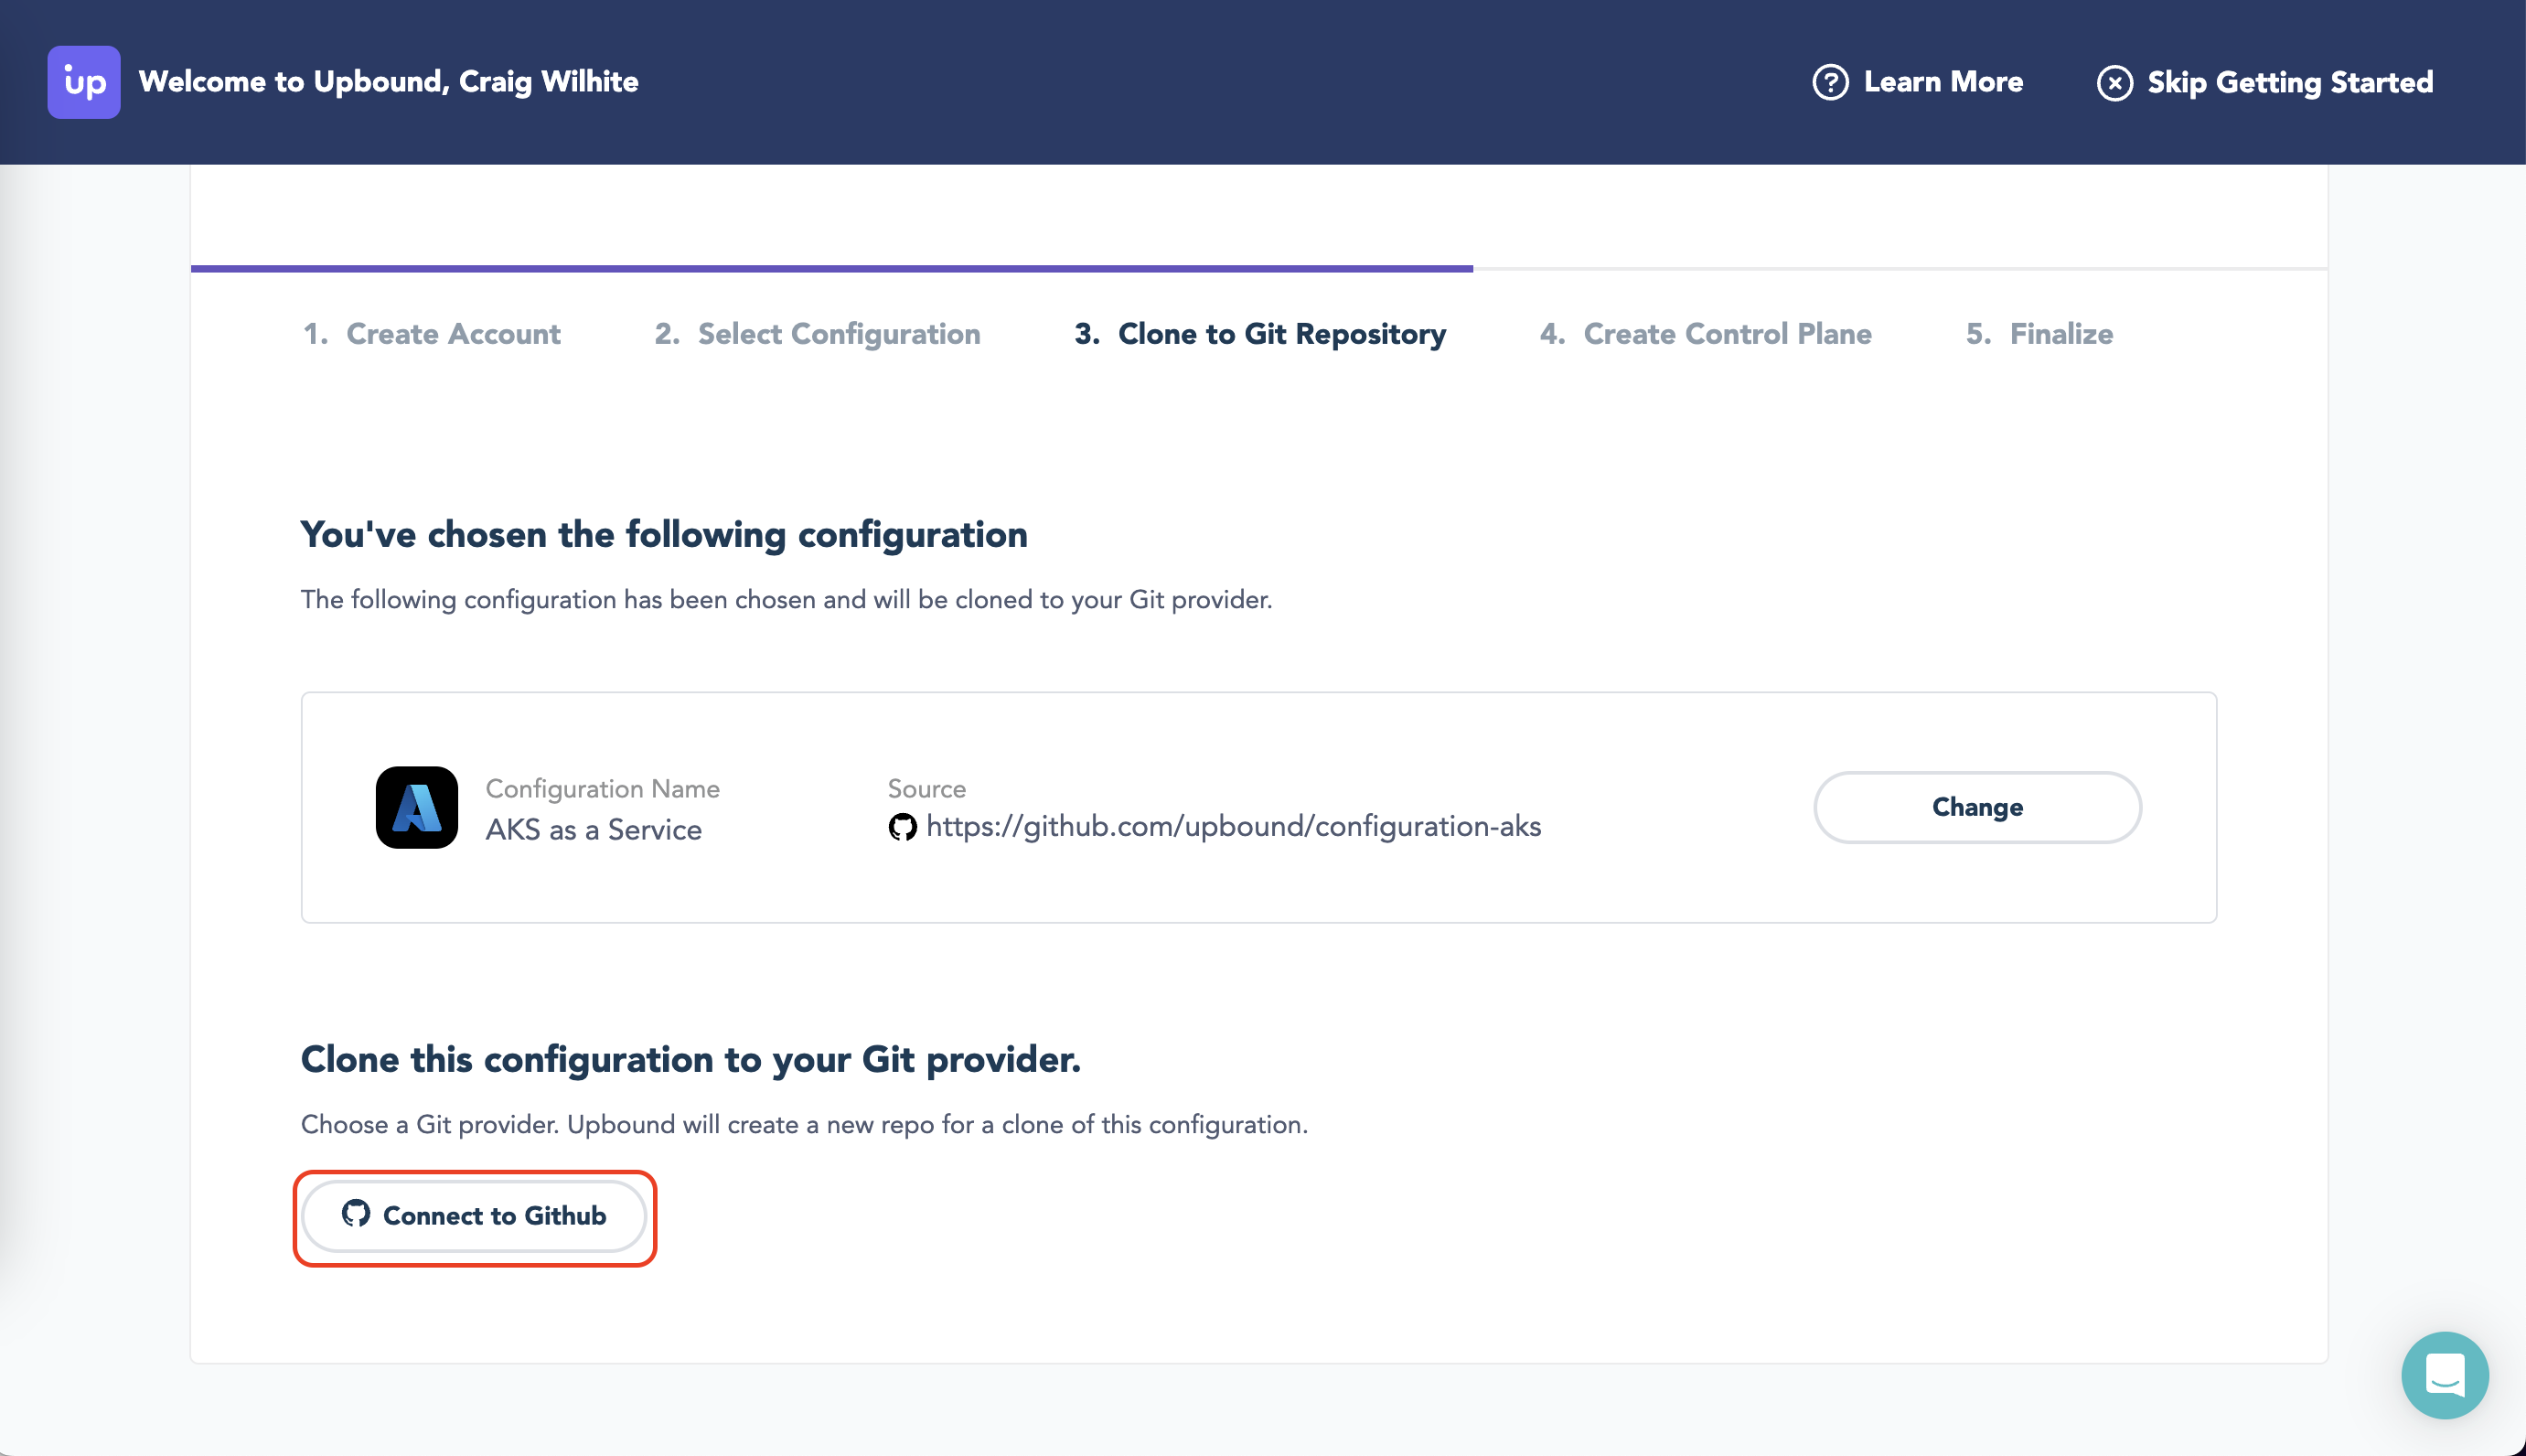 up Welcome to Upbound, Craig Wilhite
? Learn More
Skip Getting Started
1. Create Account
2. Select Configuration
3. Clone to Git Repository
4. Create Control Plane
5. Finalize
You've chosen the following configuration
The following configuration has been chosen and will be cloned to your Git provider.
Configuration Name
AKS as a Service
Source
https://github.com/upbound/configuration-aks
Change
Clone this configuration to your Git provider.
Choose a Git provider. Upbound will create a new repo for a clone of this configuration.
Connect to Github